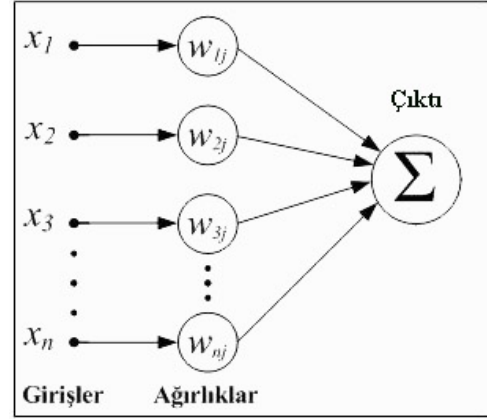 x1 w1j
Çıktı
x2 w2j
Σ
x3 w3j
xn wnj
Girişler Ağırlıklar